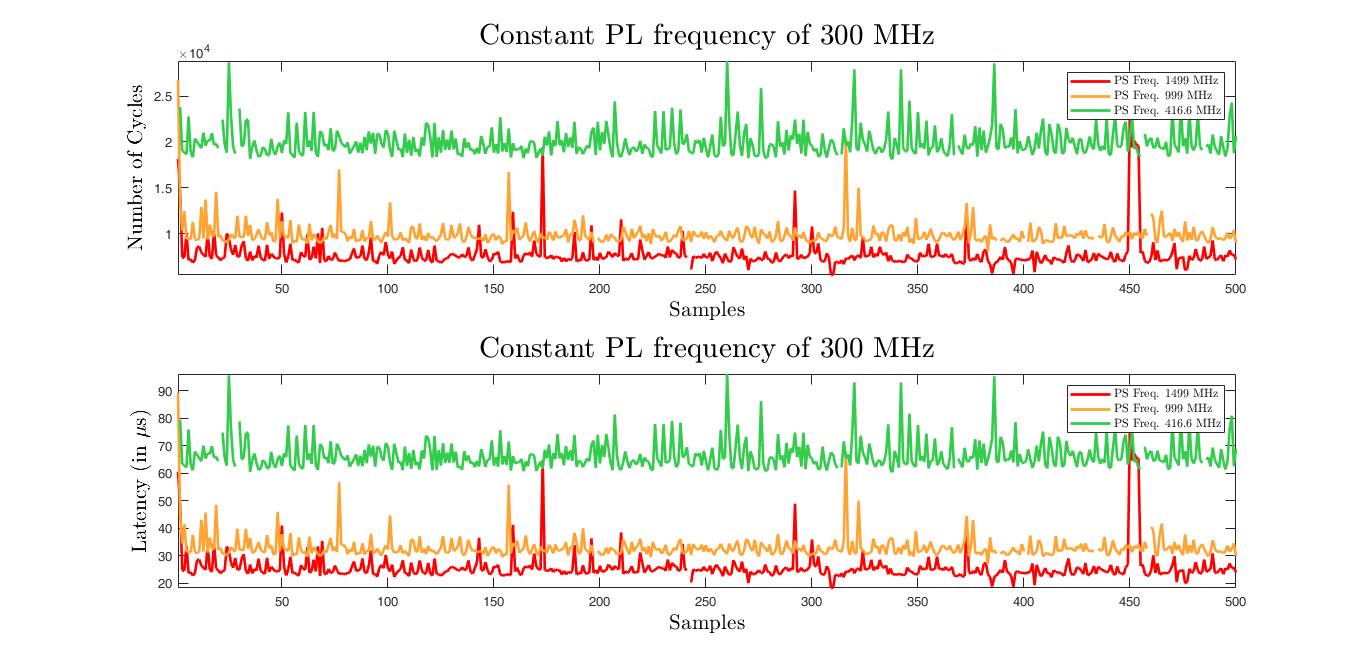 Constant PL frequency of 300 MHz
×10⁴
Number of Cycles
2.5
2
1.5
1
PS Freq. 1499 MHz
PS Freq. 999 MHz
PS Freq. 416.6 MHz
50 100 150 200 250 300 350 400 450 500
Samples
Constant PL frequency of 300 MHz
Latency (in μs)
90
80
70
60
50
40
30
20
PS Freq. 1499 MHz
PS Freq. 999 MHz
PS Freq. 416.6 MHz
50 100 150 200 250 300 350 400 450 500
Samples